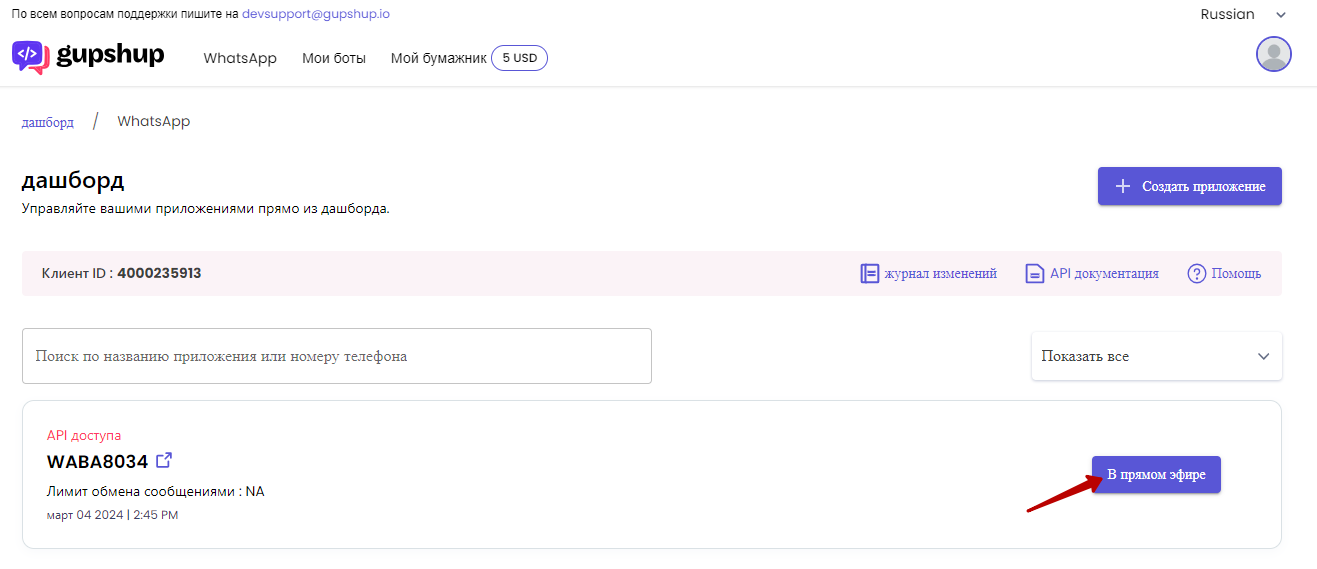 По всем вопросам поддержки пишите на devsupport@gupshup.io
Russian
gupshup
WhatsApp
Мои боты
Мой бумажник
5 USD
дашборд / WhatsApp
дашборд
Управляйте вашими приложениями прямо из дашборда.
+ Создать приложение
Клиент ID : 4000235913
журнал изменений
API документация
Помощь
Поиск по названию приложения или номеру телефона
Показать все
API доступа
WABA8034
Лимит обмена сообщениями : NA
март 04 2024 | 2:45 PM
В прямом эфире